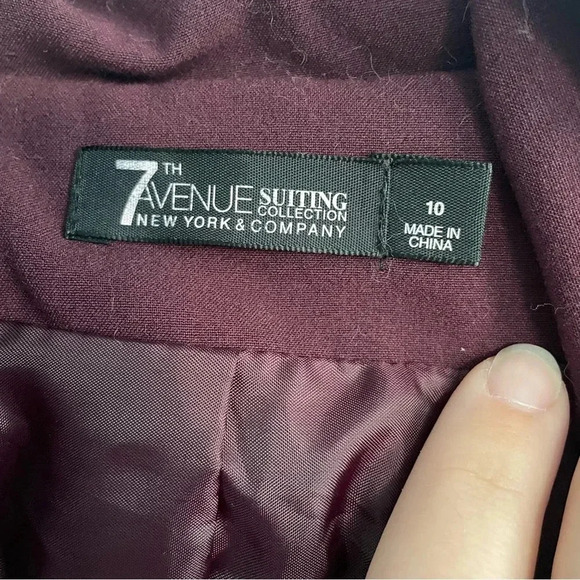 7TH
AVENUE SUITING
COLLECTION
NEW YORK & COMPANY
10
MADE IN
CHINA